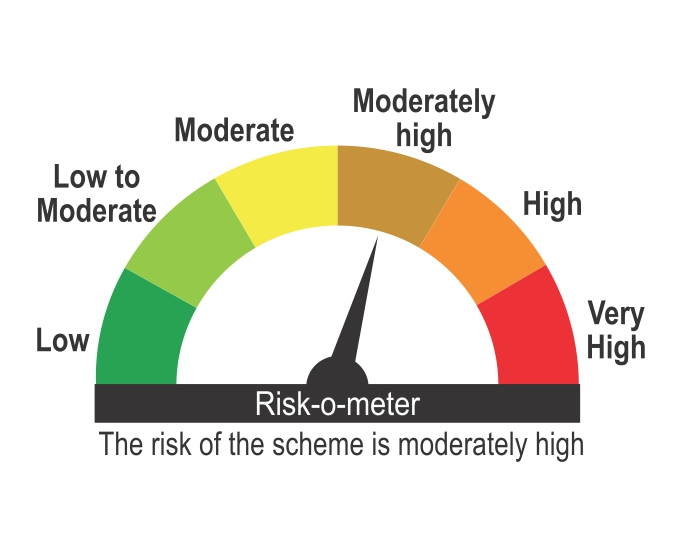 Moderately
high
Moderate
Low to
Moderate
High
Low
Very
High
Risk-o-meter
The risk of the scheme is moderately high